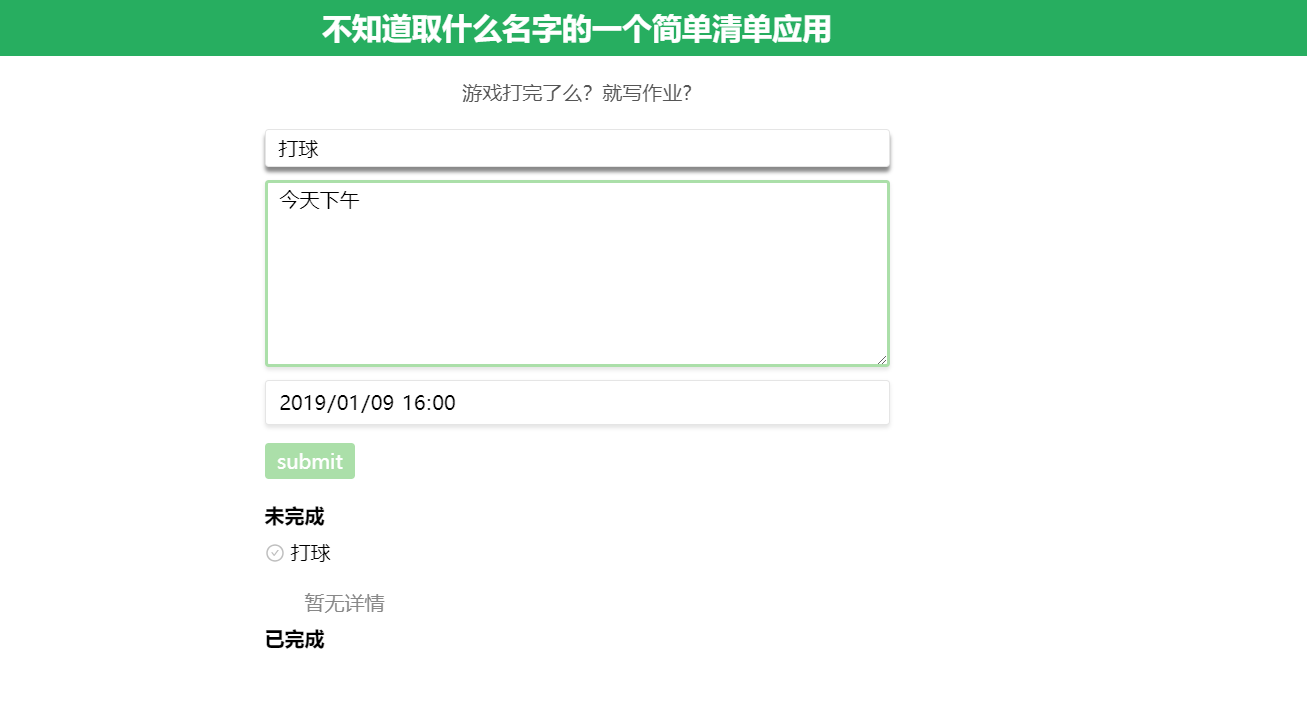 不知道取什么名字的一个简单清单应用
游戏打完了么？就写作业?
打球
今天下午
2019/01/09 16:00
submit
未完成
打球
暂无详情
已完成